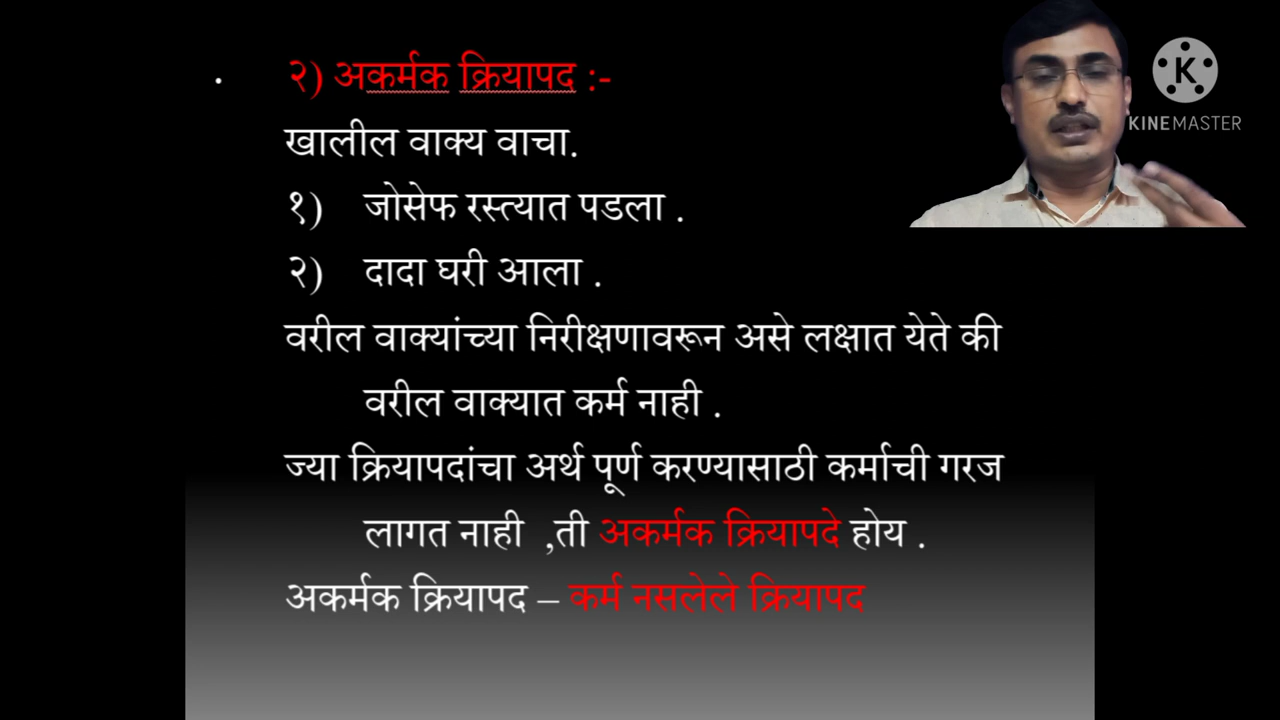 २) अकर्मक क्रियापद :-
खालील वाक्य वाचा.
१) जोसेफ रस्त्यात पडला .
२) दादा घरी आला .
वरील वाक्यांच्या निरीक्षणावरून असे लक्षात येते की
वरील वाक्यात कर्म नाही .
ज्या क्रियापदांचा अर्थ पूर्ण करण्यासाठी कर्माची गरज
लागत नाही ,ती अकर्मक क्रियापदे होय .
अकर्मक क्रियापद – कर्म नसलेले क्रियापद
K
KINEMASTER